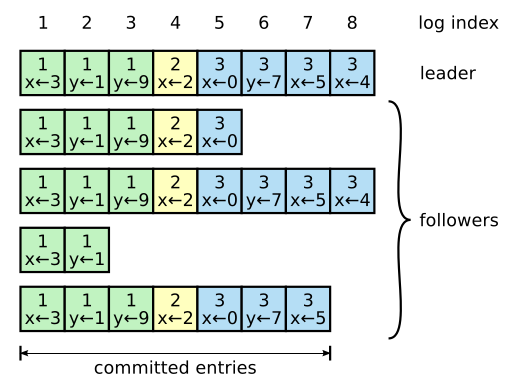 1 2 3 4 5 6 7 8 log index
1 1 1 2 3 3 3 3
x←3 y←1 y←9 x←2 x←0 y←7 x←5 x←4 leader
1 1 1 2 3
x←3 y←1 y←9 x←2 x←0
1 1 1 2 3 3 3 3
x←3 y←1 y←9 x←2 x←0 y←7 x←5 x←4
followers
1 1
x←3 y←1
1 1 1 2 3 3 3
x←3 y←1 y←9 x←2 x←0 y←7 x←5
committed entries